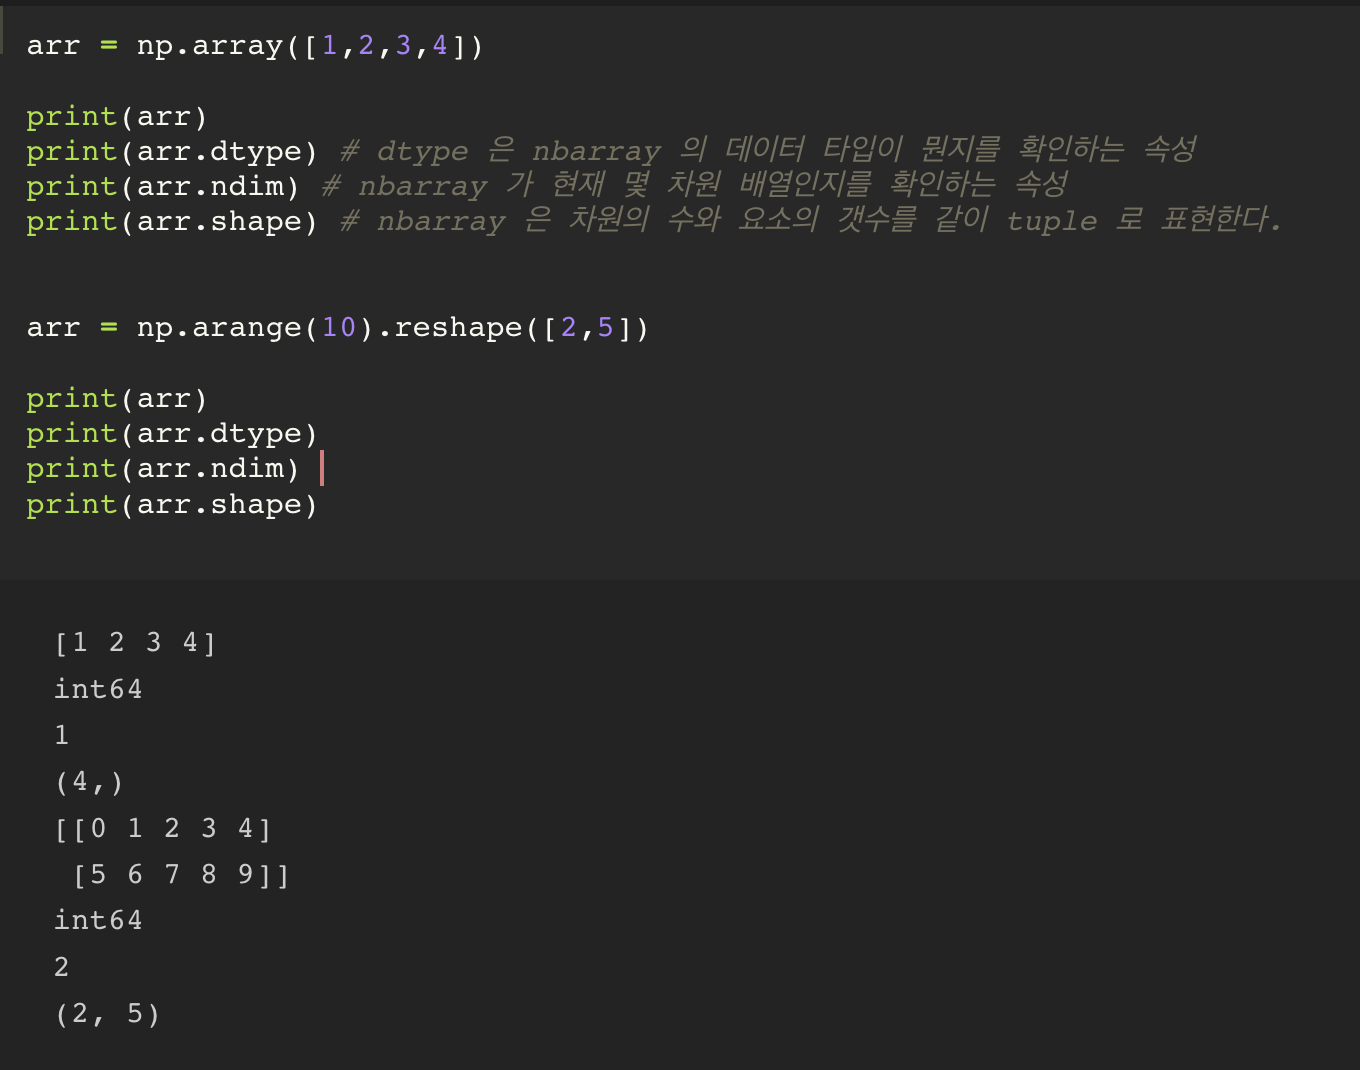 arr = np.array([1,2,3,4])
print(arr)
print(arr.dtype) # dtype 은 nbarray 의 데이터 타입이 뭔지를 확인하는 속성
print(arr.ndim) # nbarray 가 현재 몇 차원 배열인지를 확인하는 속성
print(arr.shape) # nbarray 은 차원의 수와 요소의 갯수를 같이 tuple 로 표현한다.
arr = np.arange(10).reshape([2,5])
print(arr)
print(arr.dtype)
print(arr.ndim)
print(arr.shape)
[1 2 3 4]
int64
1
(4,)
[[0 1 2 3 4]
 [5 6 7 8 9]]
int64
2
(2, 5)